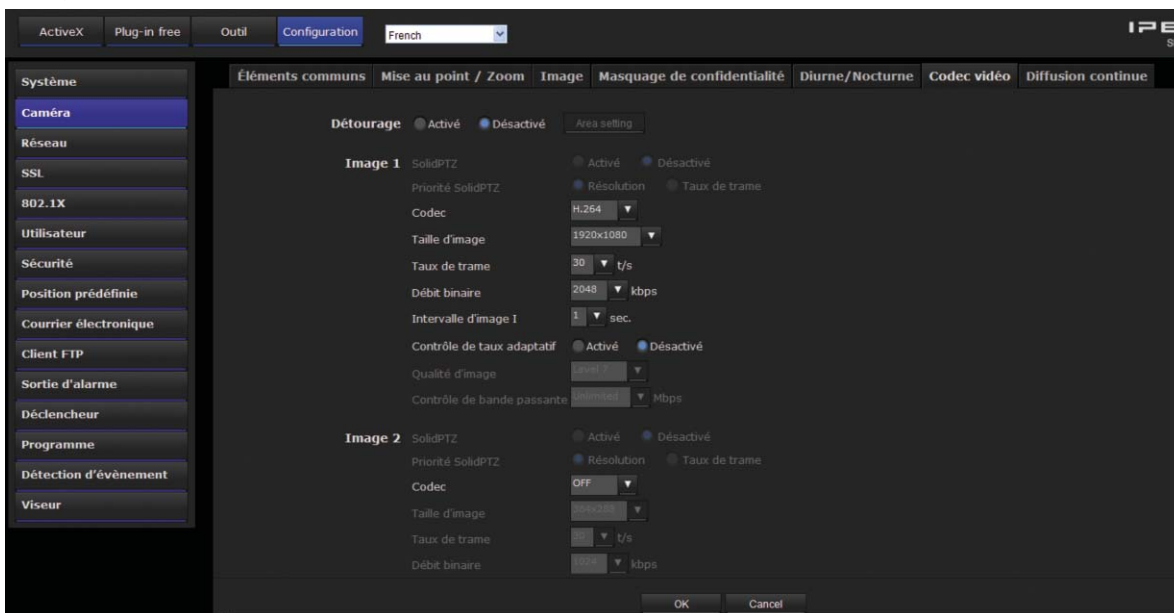 ActiveX Plug-in free Outil Configuration French
Système
Caméra
Réseau
SSL
802.1X
Utilisateur
Sécurité
Position prédéfinie
Courrier électronique
Client FTP
Sortie d'alarme
Déclencheur
Programme
Détection d'évènement
Viseur
Éléments communs Mise au point / Zoom Image Masquage de confidentialité Diurne/Nocturne Codec vidéo Diffusion continue
Détourage Activé Désactivé Area setting
Image 1 SolidPTZ Activé Désactivé
Priorité SolidPTZ Résolution Taux de trame
Codec H.264
Taille d'image 1920x1080
Taux de trame 30 t/s
Débit binaire 2048 kbps
Intervalle d'image I 1 sec.
Contrôle de taux adaptatif Activé Désactivé
Qualité d'image Level 7
Contrôle de bande passante Unlimited Mbps
Image 2 SolidPTZ Activé Désactivé
Priorité SolidPTZ Résolution Taux de trame
Codec OFF
Taille d'image
Taux de trame 30 t/s
Débit binaire 1024 kbps
OK Cancel